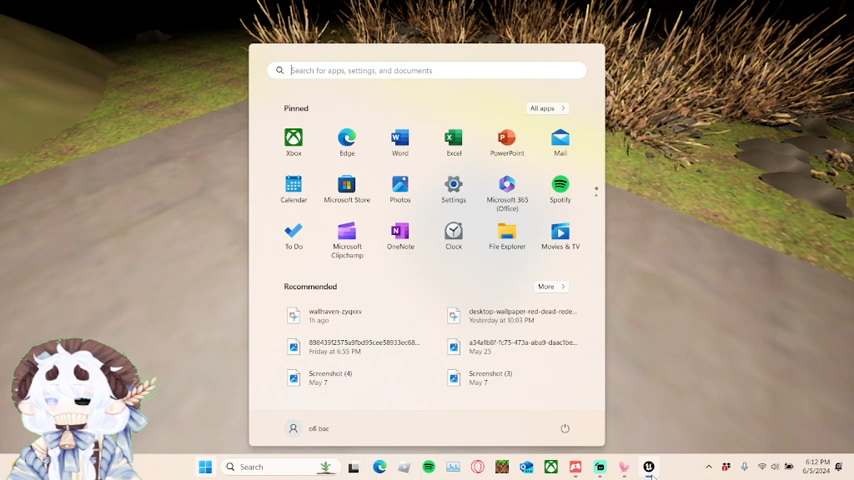 Search for apps, settings, and documents
Pinned
All apps
Xbox
Edge
Word
Excel
PowerPoint
Mail
Calendar
Microsoft Store
Photos
Settings
Microsoft 365
(Office)
Spotify
To Do
Microsoft
Clipchamp
OneNote
Clock
File Explorer
Movies & TV
Recommended
More
1h ago
desktop-wallpaper-red-dead-rede...
Yesterday at 10:03 PM
Friday at 6:55 PM
May 25
Screenshot (4)
May 7
Screenshot (3)
May 7
ofi bac
Search
6:12 PM
6/5/2024